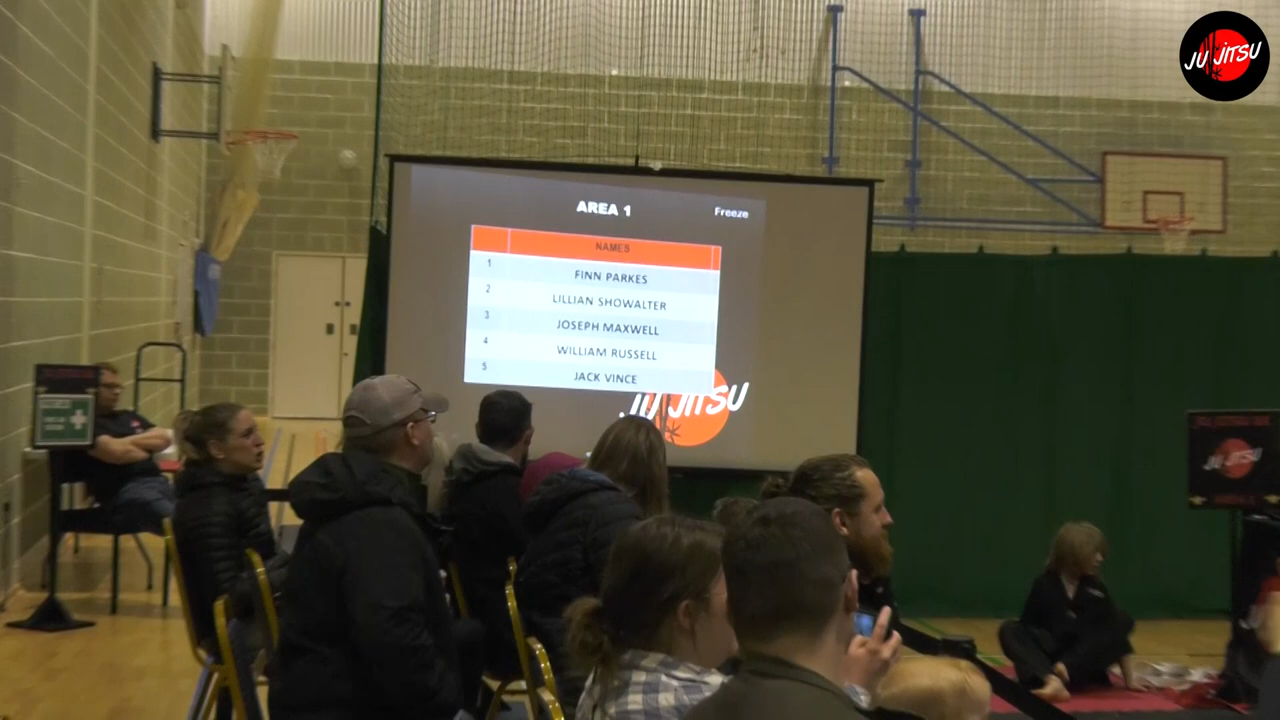 JU JITSU
AREA 1
Freeze
NAMES
1 FINN PARKES
2 LILLIAN SHOWALTER
3 JOSEPH MAXWELL
4 WILLIAM RUSSELL
5 JACK VINCE
JU JITSU
JU JITSU